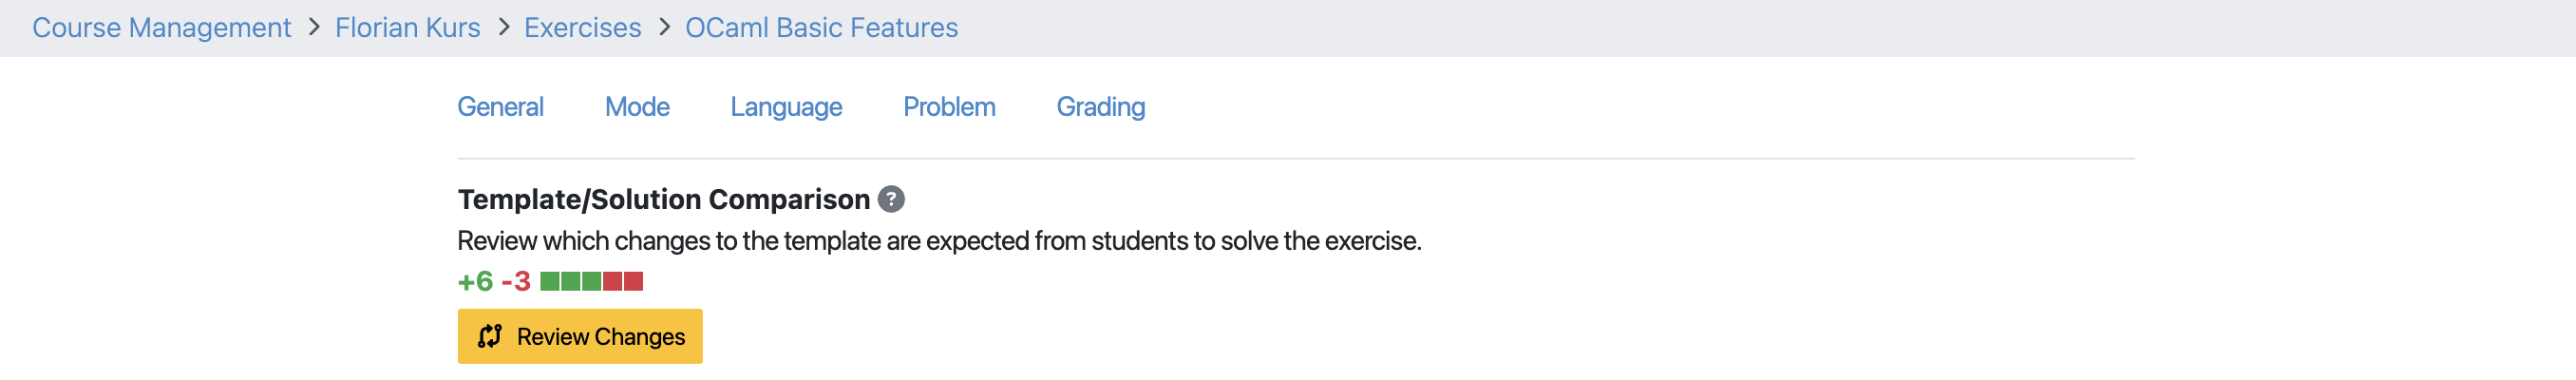 Course Management > Florian Kurs > Exercises > OCaml Basic Features
General Mode Language Problem Grading
Template/Solution Comparison ?
Review which changes to the template are expected from students to solve the exercise.
+6 -3
Review Changes